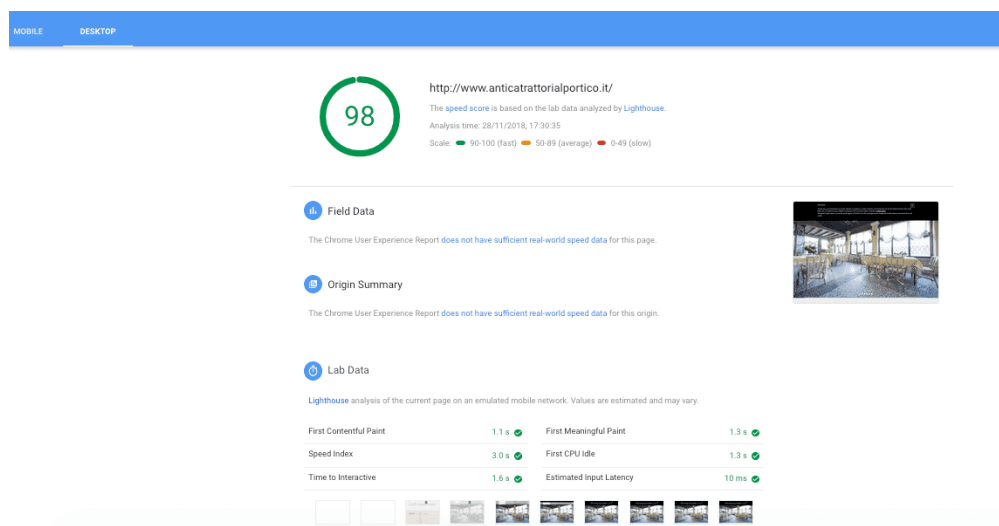 MOBILE DESKTOP
98
http://www.anticatrattorialportico.it/
The speed score is based on the lab data analyzed by Lighthouse.
Analysis time: 28/11/2018, 17:30:35
Scale: 90-100 (fast) 50-89 (average) 0-49 (slow)
Field Data
The Chrome User Experience Report does not have sufficient real-world speed data for this page.
Origin Summary
The Chrome User Experience Report does not have sufficient real-world speed data for this origin.
Lab Data
Lighthouse analysis of the current page on an emulated mobile network. Values are estimated and may vary.
First Contentful Paint 1.1 s First Meaningful Paint 1.3 s
Speed Index 3.0 s First CPU Idle 1.3 s
Time to Interactive 1.6 s Estimated Input Latency 10 ms